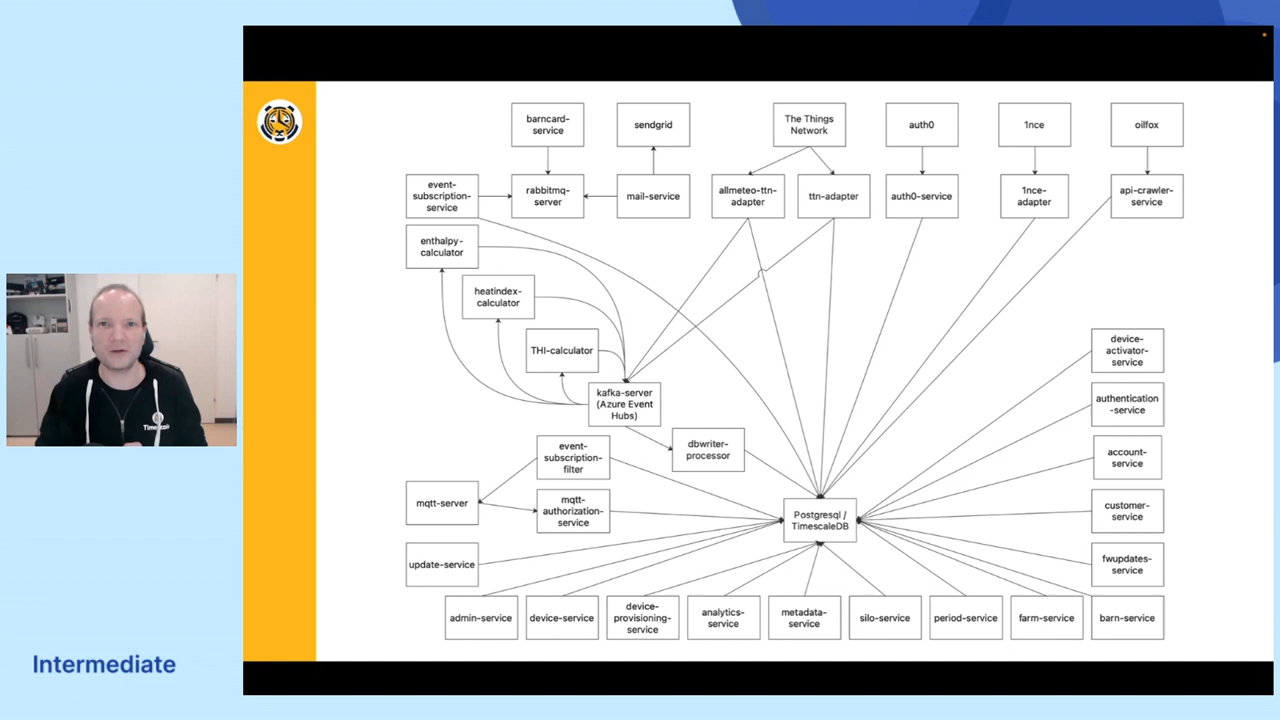 barncard-
service
sendgrid
The Things
Network
auth0
1nce
oilfox
event-
subscription-
service
rabbitmq-
server
mail-service
allmeteo-ttn-
adapter
ttn-adapter
auth0-service
1nce-
adapter
api-crawler-
service
enthalpy-
calculator
heatindex-
calculator
THI-calculator
kafka-server
(Azure Event
Hubs)
dbwriter-
processor
device-
activator-
service
authentication
-service
account-
service
customer-
service
fwupdates-
service
event-
subscription-
filter
mqtt-server
mqtt-
authorization-
service
Postgresql /
TimescaleDB
update-service
admin-service
device-service
device-
provisioning-
service
analytics-
service
metadata-
service
silo-service
period-service
farm-service
barn-service
Intermediate